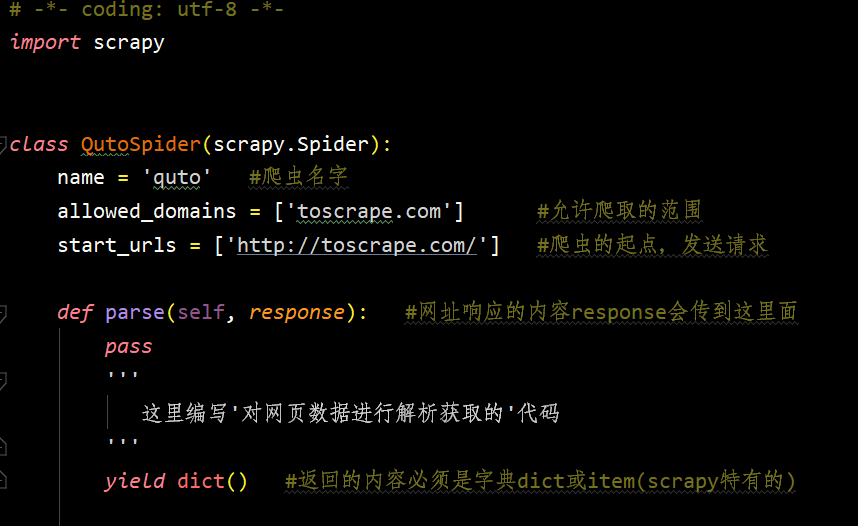 # -*- coding: utf-8 -*-
import scrapy
class QutoSpider(scrapy.Spider):
name = 'quto' #爬虫名字
allowed_domains = ['toscrape.com'] #允许爬取的范围
start_urls = ['http://toscrape.com/'] #爬虫的起点，发送请求
def parse(self, response): #网址响应的内容response会传到这里面
pass
'''
这里编写'对网页数据进行解析获取的'代码
'''
yield dict() #返回的内容必须是字典dict或item(scrapy特有的)